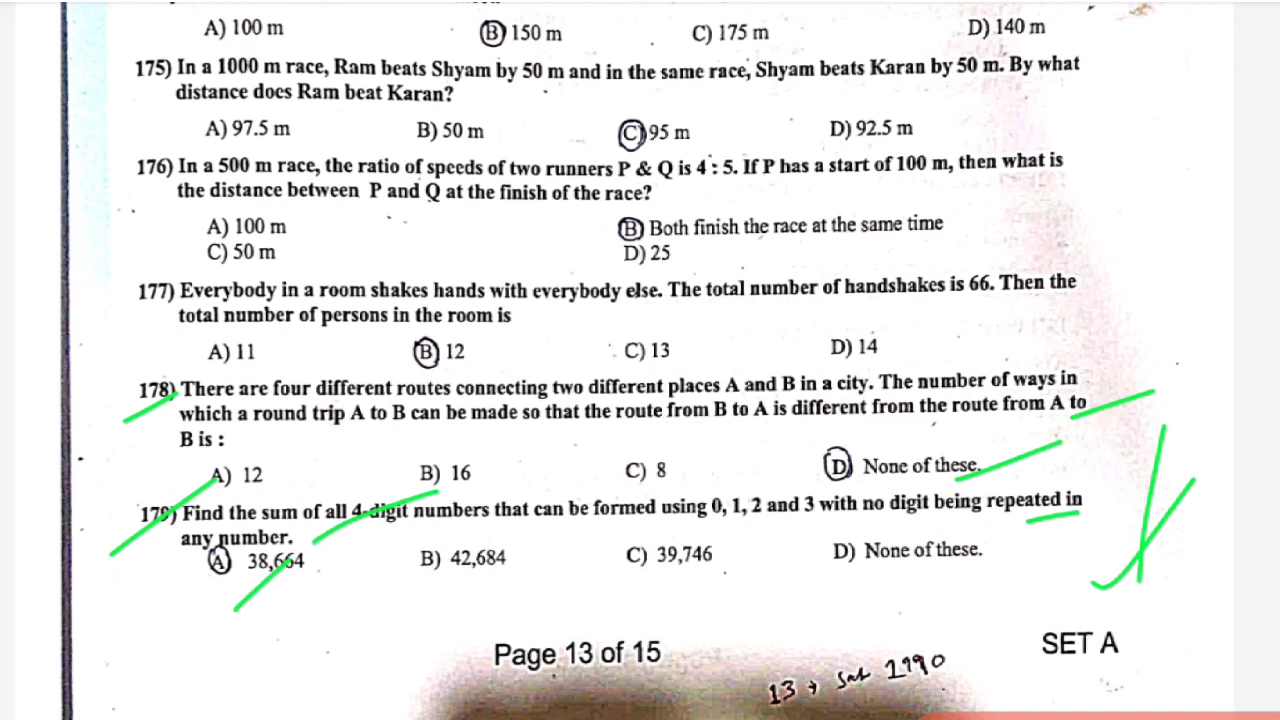 A) 100 m B) 150 m C) 175 m D) 140 m
175) In a 1000 m race, Ram beats Shyam by 50 m and in the same race, Shyam beats Karan by 50 m. By what
distance does Ram beat Karan?
A) 97.5 m B) 50 m C) 95 m D) 92.5 m
176) In a 500 m race, the ratio of speeds of two runners P & Q is 4 : 5. If P has a start of 100 m, then what is
the distance between P and Q at the finish of the race?
A) 100 m B) Both finish the race at the same time
C) 50 m D) 25
177) Everybody in a room shakes hands with everybody else. The total number of handshakes is 66. Then the
total number of persons in the room is
A) 11 B) 12 C) 13 D) 14
178) There are four different routes connecting two different places A and B in a city. The number of ways in
which a round trip A to B can be made so that the route from B to A is different from the route from A to
B is :
A) 12 B) 16 C) 8 D) None of these.
179) Find the sum of all 4-digit numbers that can be formed using 0, 1, 2 and 3 with no digit being repeated in
any number.
A) 38,664 B) 42,684 C) 39,746 D) None of these.
Page 13 of 15 SET A
13